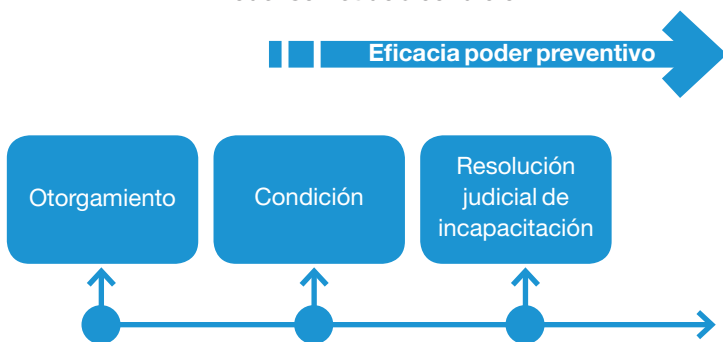 Eficacia poder preventivo
Otorgamiento
Condición
Resolución
judicial de
incapacitación